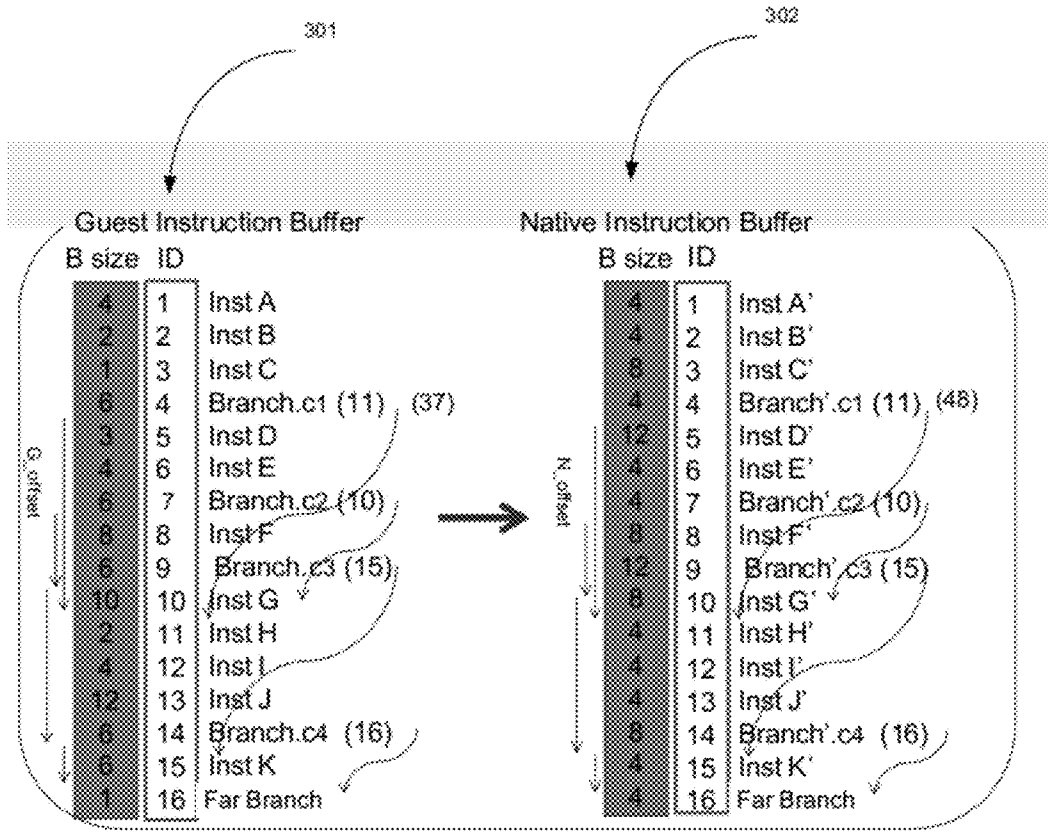 301
302
Guest Instruction Buffer
Native Instruction Buffer
B size ID
B size ID
4 1 Inst A
4 1 Inst A'
2 2 Inst B
4 2 Inst B'
1 3 Inst C
8 3 Inst C'
6 4 Branch.c1 (11) (37)
4 4 Branch'.c1 (11) (48)
3 5 Inst D
12 5 Inst D'
4 6 Inst E
4 6 Inst E'
6 7 Branch.c2 (10)
4 7 Branch'.c2 (10)
8 8 Inst F
8 8 Inst F'
6 9 Branch.c3 (15)
12 9 Branch'.c3 (15)
10 10 Inst G
8 10 Inst G'
2 11 Inst H
4 11 Inst H'
4 12 Inst I
4 12 Inst I'
12 13 Inst J
4 13 Inst J'
6 14 Branch.c4 (16)
8 14 Branch'.c4 (16)
6 15 Inst K
4 15 Inst K'
1 16 Far Branch
4 16 Far Branch
G_offset
N_offset